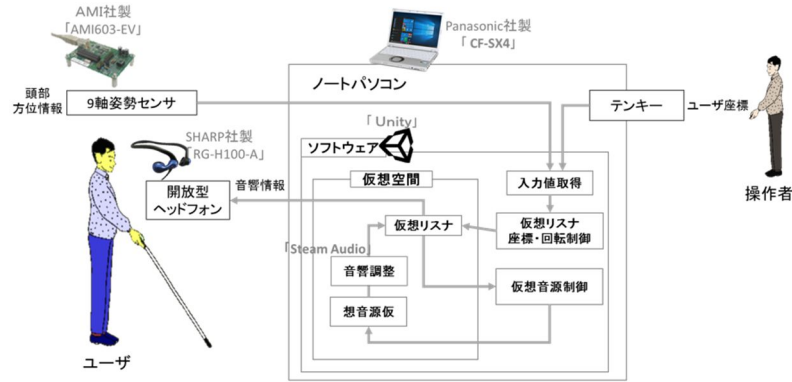 AMI社製
「AMI603-EV」
頭部
方位情報
9軸姿勢センサ
Panasonic社製
「 CF-SX4」
ノートパソコン
テンキー
ユーザ座標
操作者
SHARP社製
「RG-H100-A」
開放型
ヘッドフォン
音響情報
「 Unity」
ソフトウェア
仮想空間
入力値取得
仮想リスナ
仮想リスナ
座標・回転制御
「Steam Audio」
音響調整
仮想音源制御
想音源仮
ユーザ